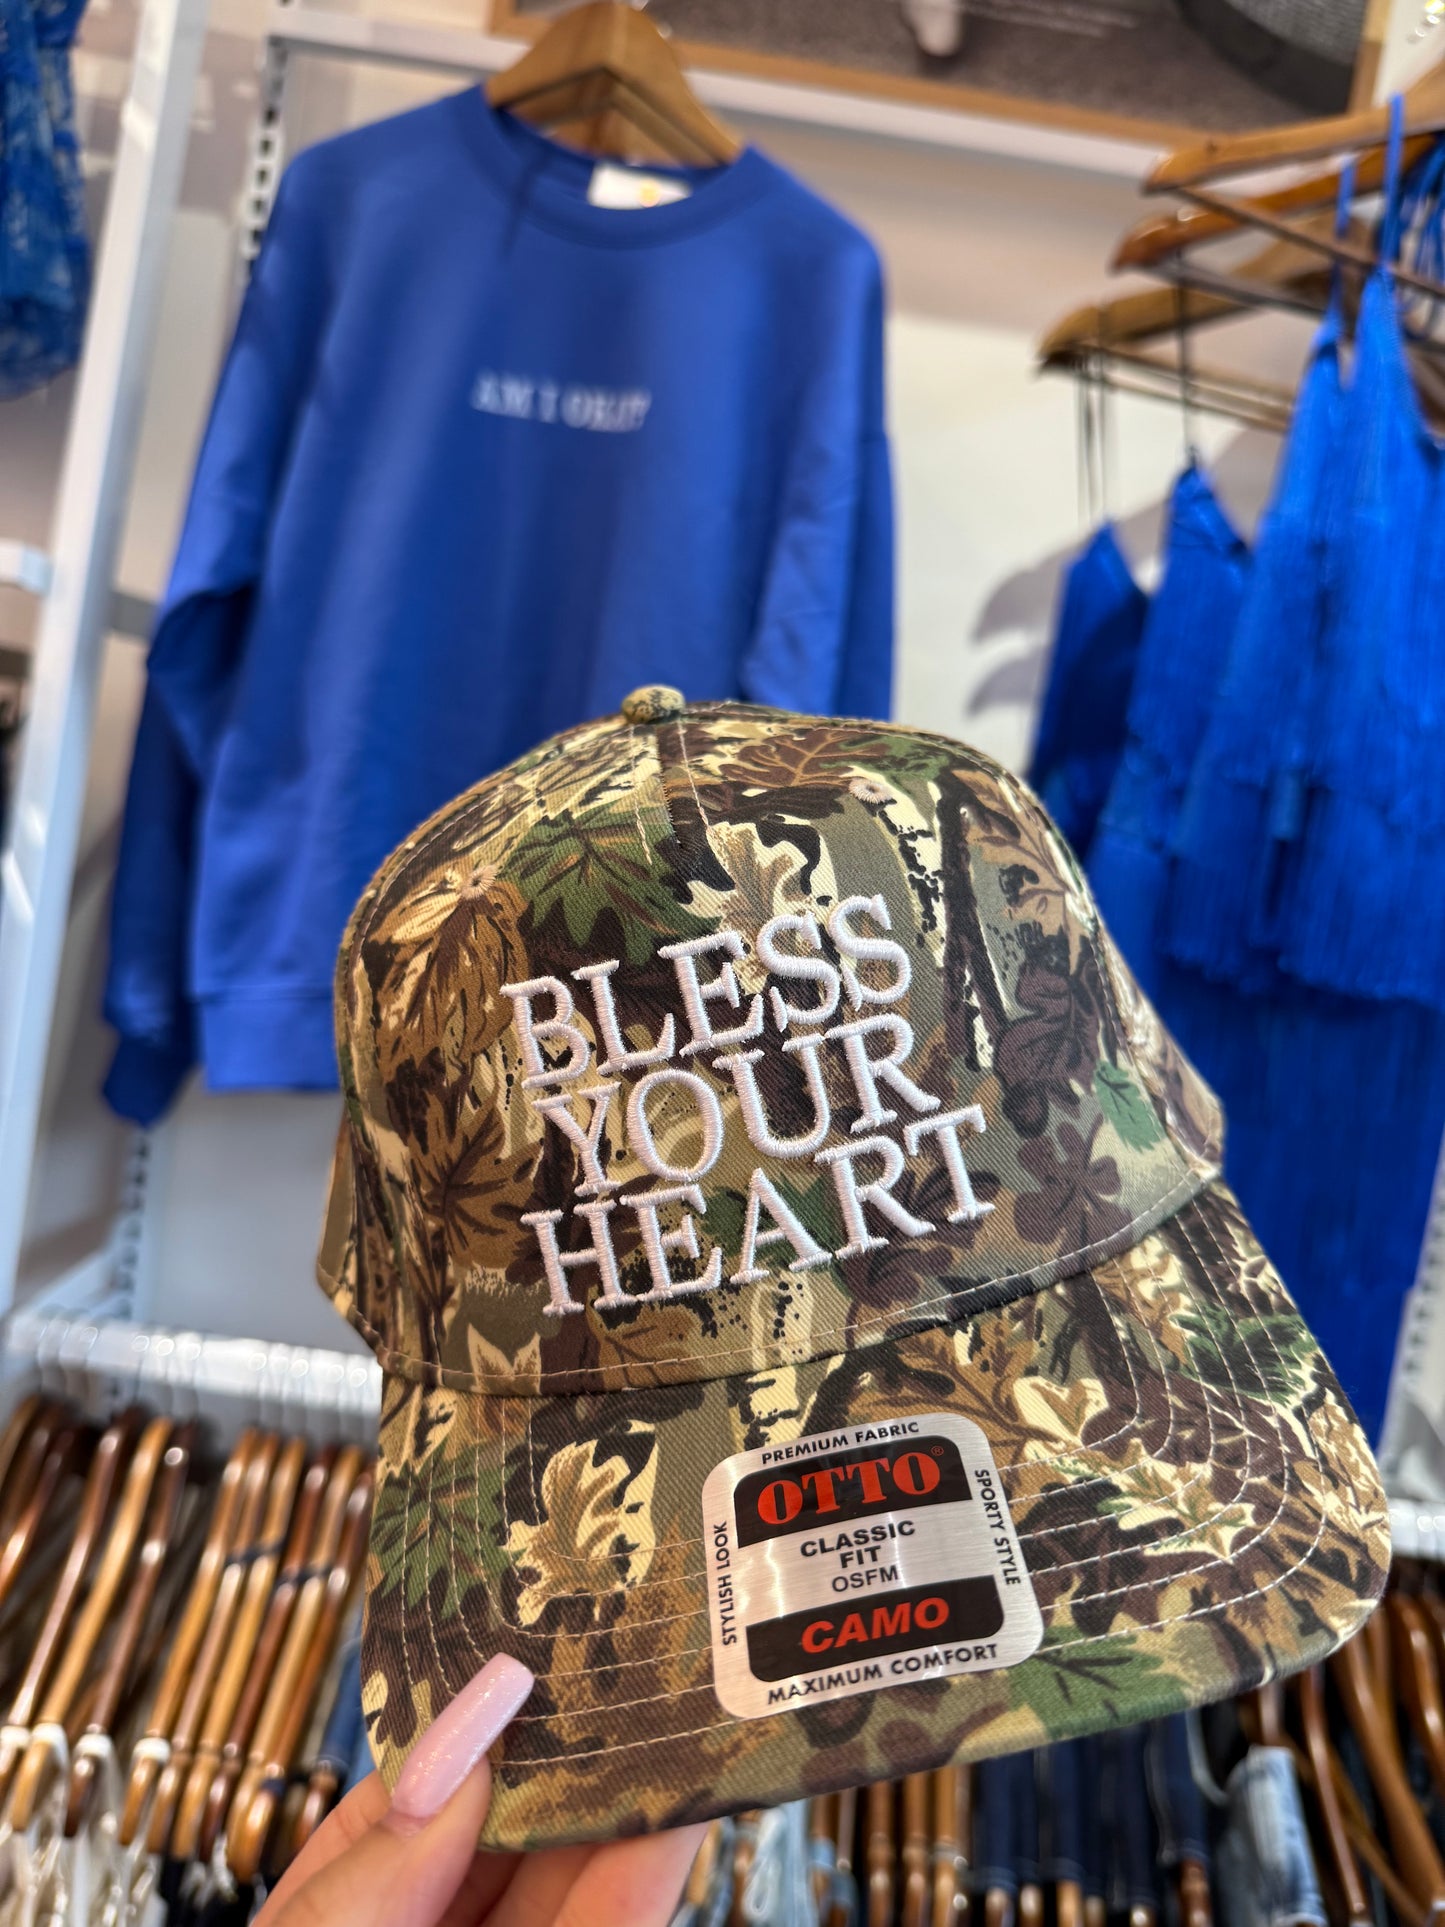 AM I OK!?
BLESS
YOUR
HEART
PREMIUM FABRIC
OTTO®
CLASSIC
FIT
OSFM
CAMO
MAXIMUM COMFORT
STYLISH LOOK
SPORTY STYLE